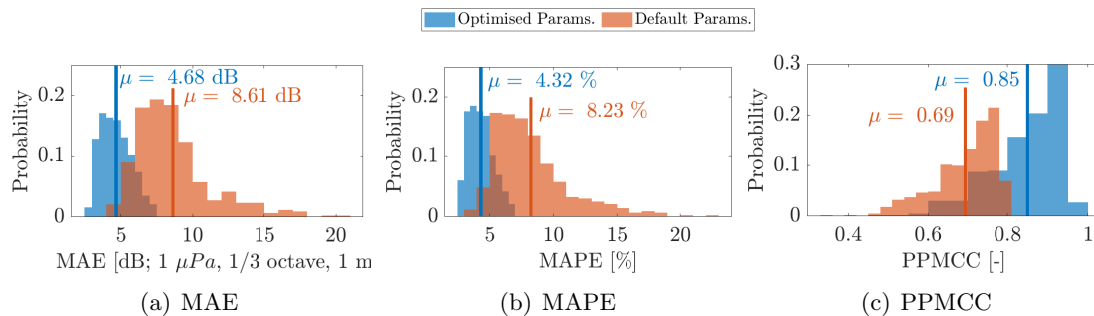 Optimised Params. Default Params.
μ = 4.68 dB
μ = 8.61 dB
Probability
0.2
0.1
0
5 10 15 20
MAE [dB; 1 μPa, 1/3 octave, 1 m
(a) MAE
μ = 4.32 %
μ = 8.23 %
Probability
0.2
0.1
0
5 10 15 20
MAPE [%]
(b) MAPE
μ = 0.85
μ = 0.69
Probability
0.3
0.2
0.1
0
0.4 0.6 0.8 1
PPMCC [-]
(c) PPMCC